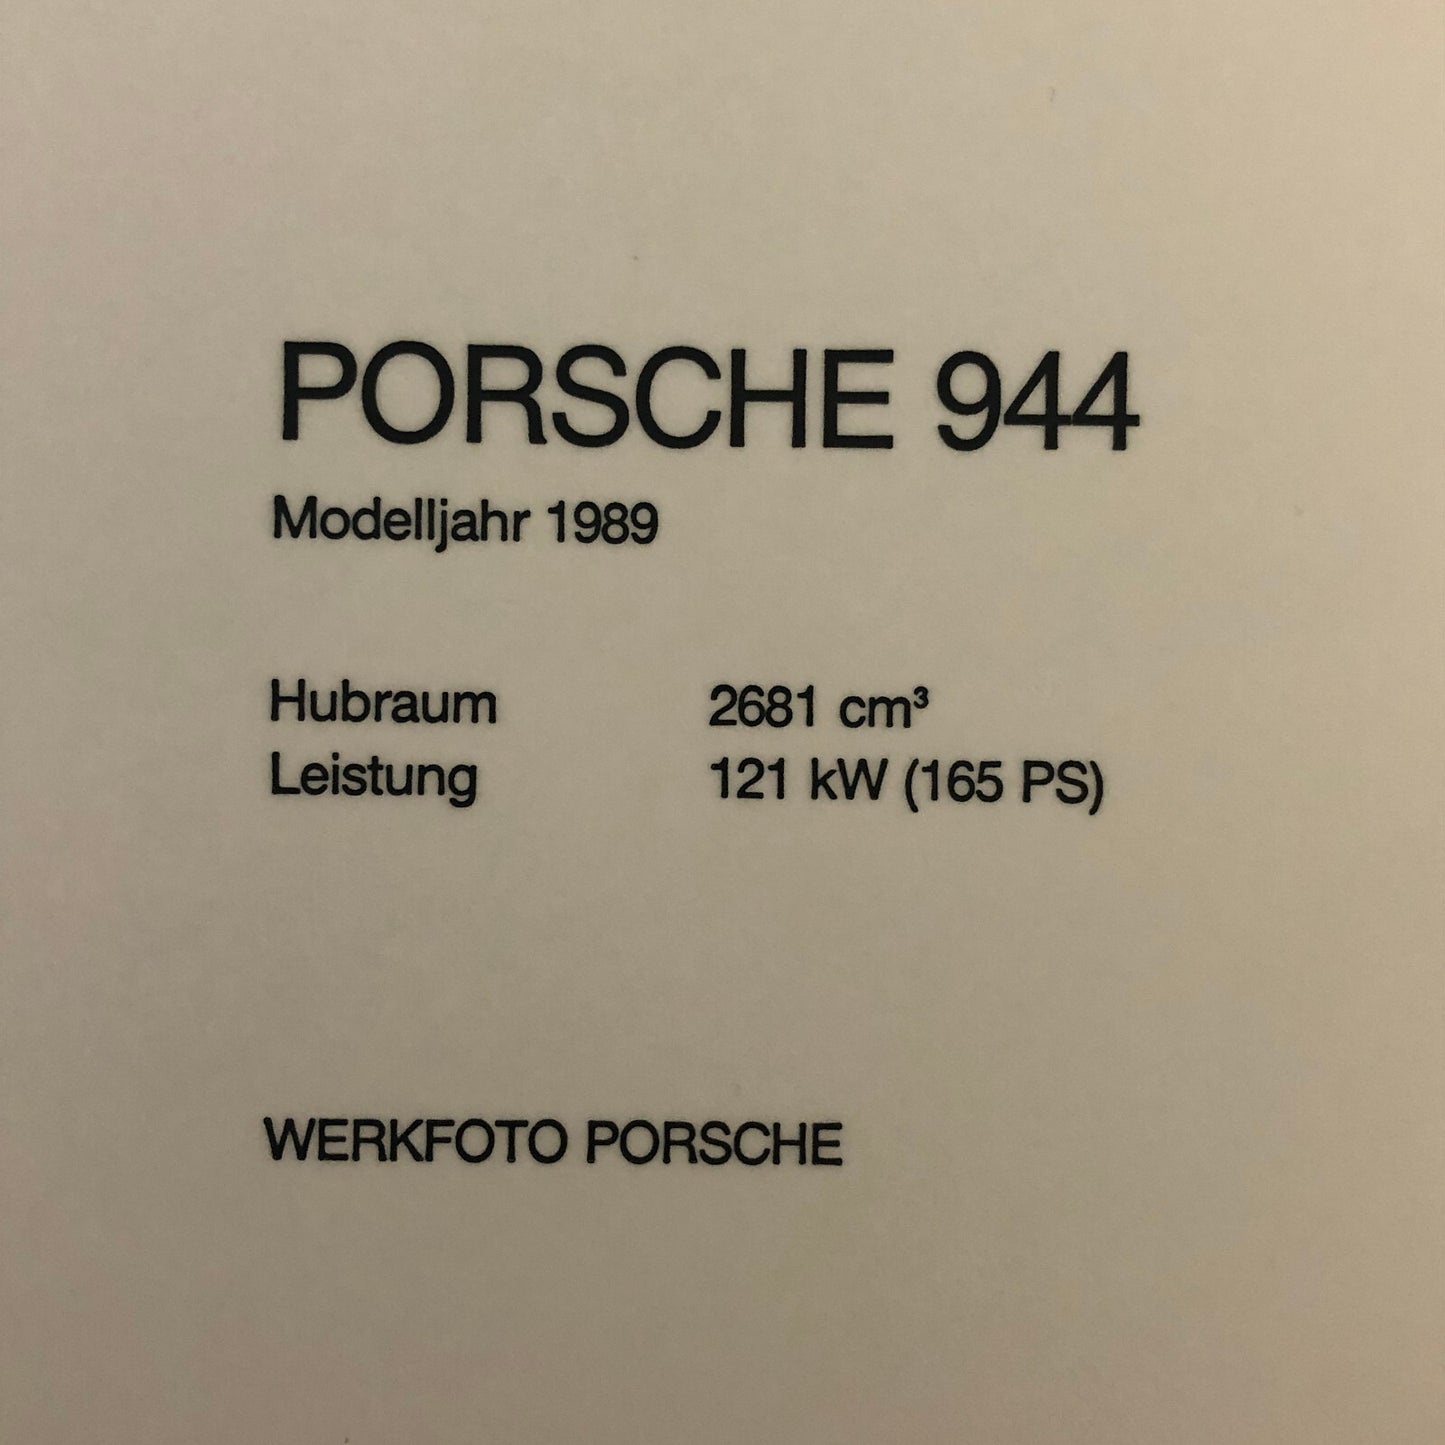 PORSCHE 944
Modelljahr 1989
Hubraum 2681 cm³
Leistung 121 kW (165 PS)
WERKFOTO PORSCHE